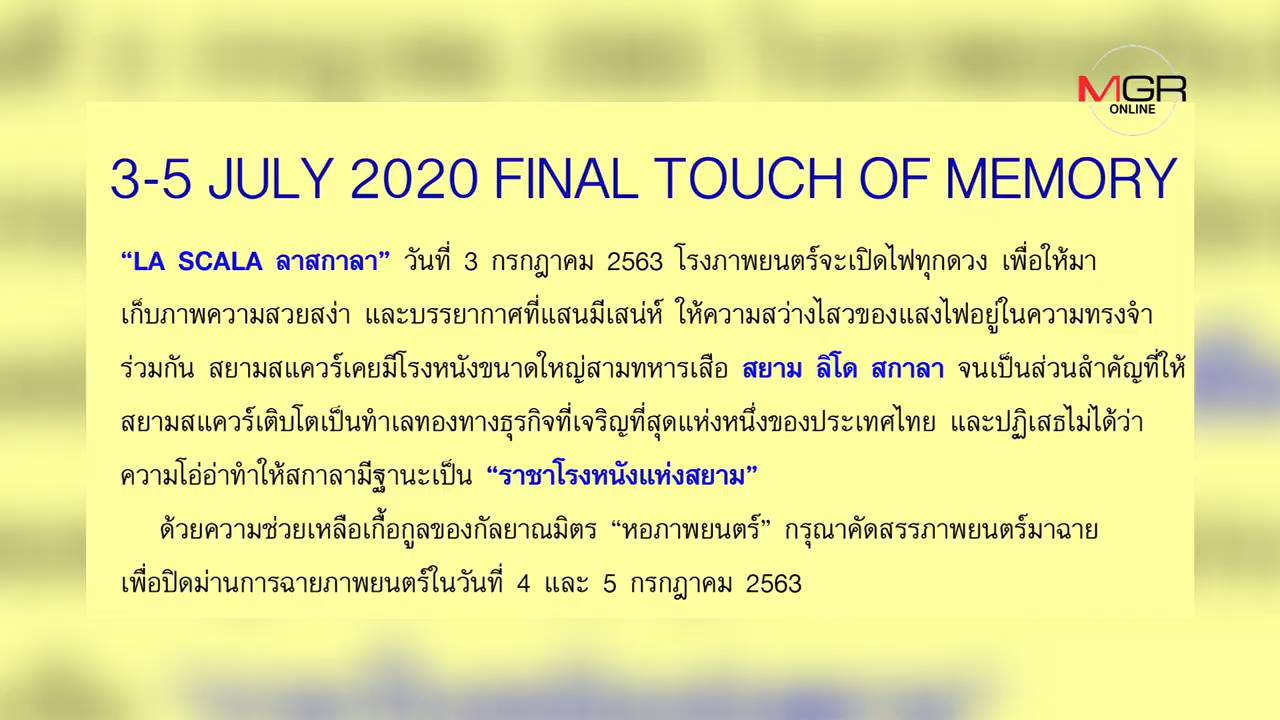 MGR
ONLINE
3-5 JULY 2020 FINAL TOUCH OF MEMORY
“LA SCALA ลาสกาลา” วันที่ 3 กรกฎาคม 2563 โรงภาพยนตร์จะเปิดไฟทุกดวง เพื่อให้มา
เก็บภาพความสวยสง่า และบรรยากาศที่แสนมีเสน่ห์ ให้ความสว่างไสวของแสงไฟอยู่ในความทรงจำ
ร่วมกัน สยามสแควร์เคยมีโรงหนังขนาดใหญ่สามทหารเสือ สยาม ลิโด สกาลา จนเป็นส่วนสำคัญที่ให้
สยามสแควร์เติบโตเป็นทำเลทองทางธุรกิจที่เจริญที่สุดแห่งหนึ่งของประเทศไทย และปฏิเสธไม่ได้ว่า
ความโอ่อ่าทำให้สกาลามีฐานะเป็น “ราชาโรงหนังแห่งสยาม”
ด้วยความช่วยเหลือเกื้อกูลของกัลยาณมิตร “หอภาพยนตร์” กรุณาคัดสรรภาพยนตร์มาฉาย
เพื่อปิดม่านการฉายภาพยนตร์ในวันที่ 4 และ 5 กรกฎาคม 2563